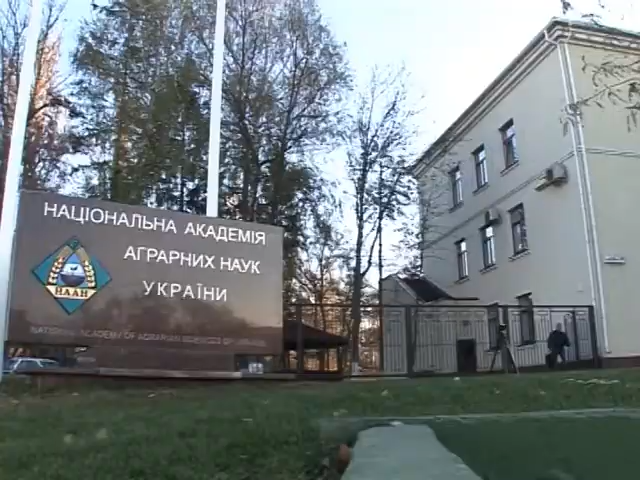 НАЦІОНАЛЬНА АКАДЕМІЯ
АГРАРНИХ НАУК
УКРАЇНИ
НААН
NATIONAL ACADEMY OF AGRARIAN SCIENCES OF UKRAINE